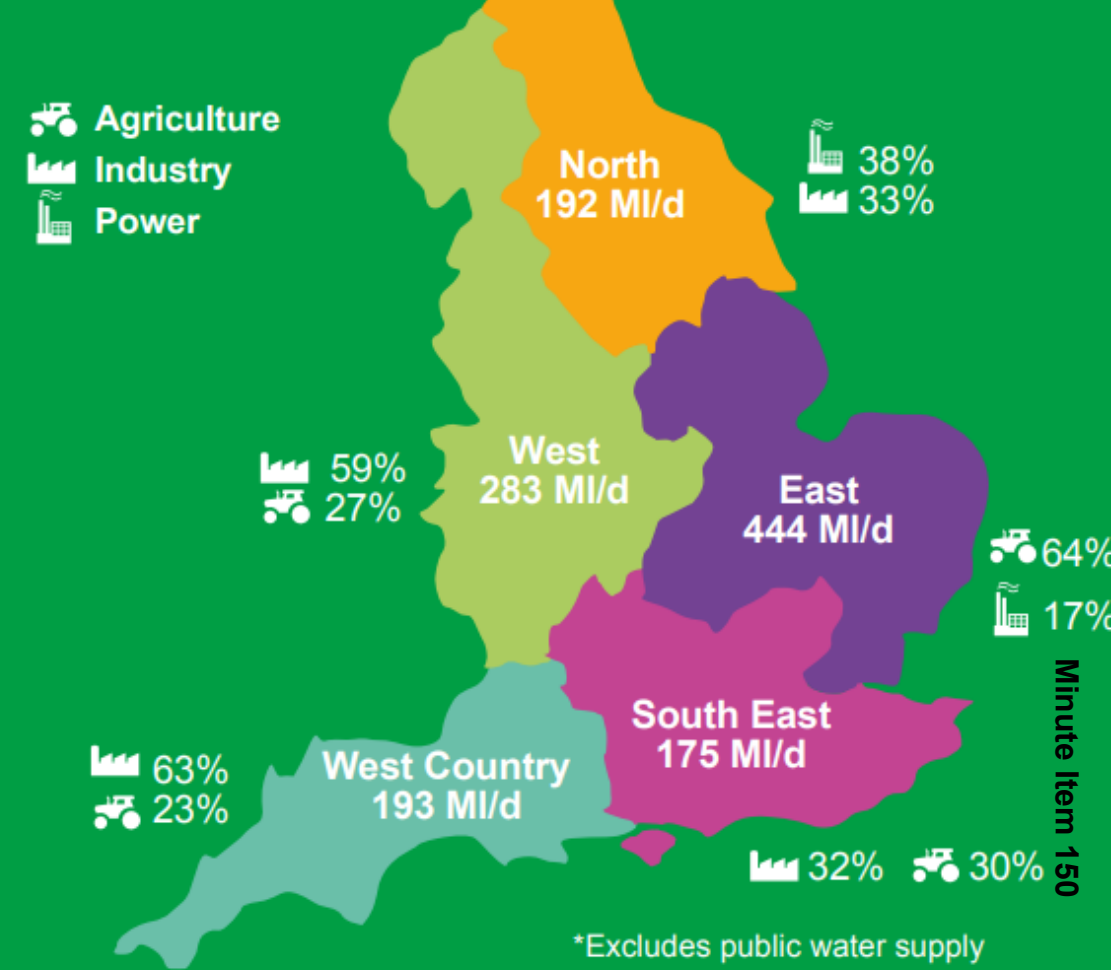 Agriculture
Industry
Power
North
192 Ml/d
38%
33%
West
283 Ml/d
59%
27%
East
444 Ml/d
64%
17%
South East
175 Ml/d
West Country
193 Ml/d
63%
23%
32% 30%
Minute Item 150
*Excludes public water supply